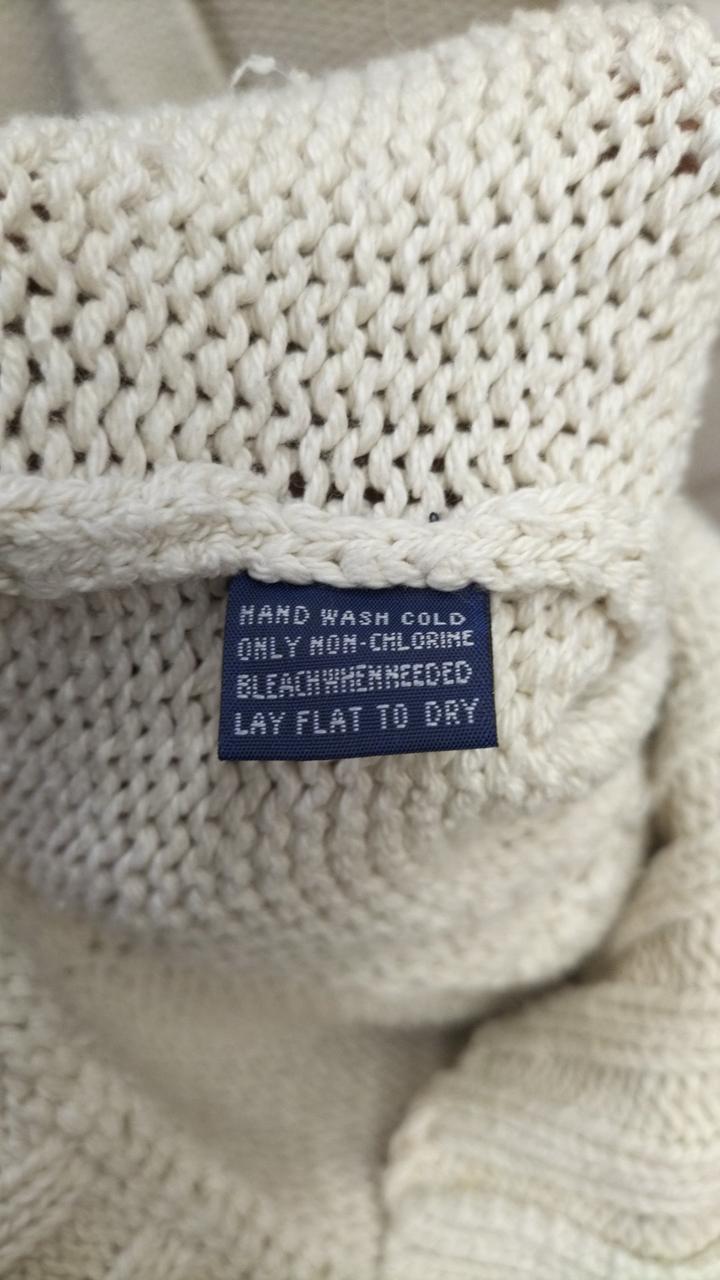 HAND WASH COLD
ONLY NON-CHLORINE
BLEACHWHENNEEDED
LAY FLAT TO DRY